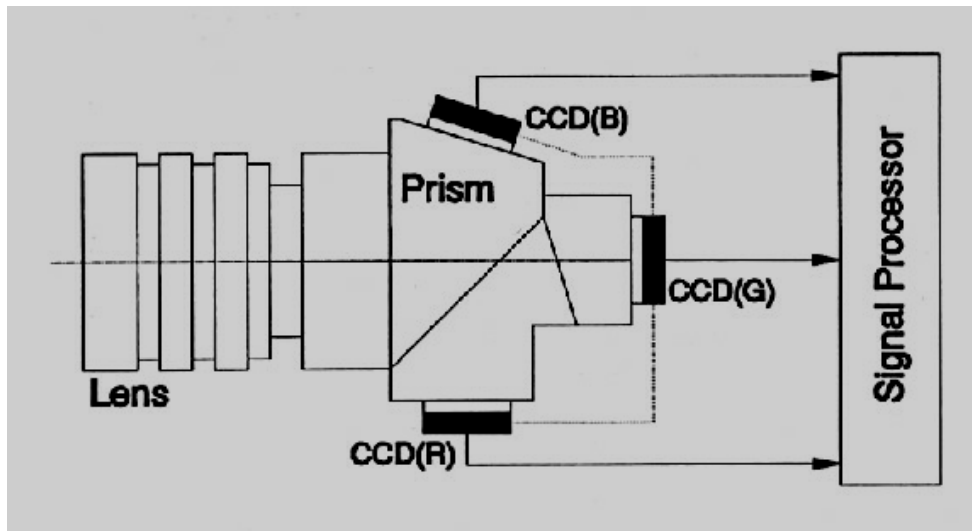 CCD(B)
Prism
CCD(G)
Lens
CCD(R)
Signal Processor